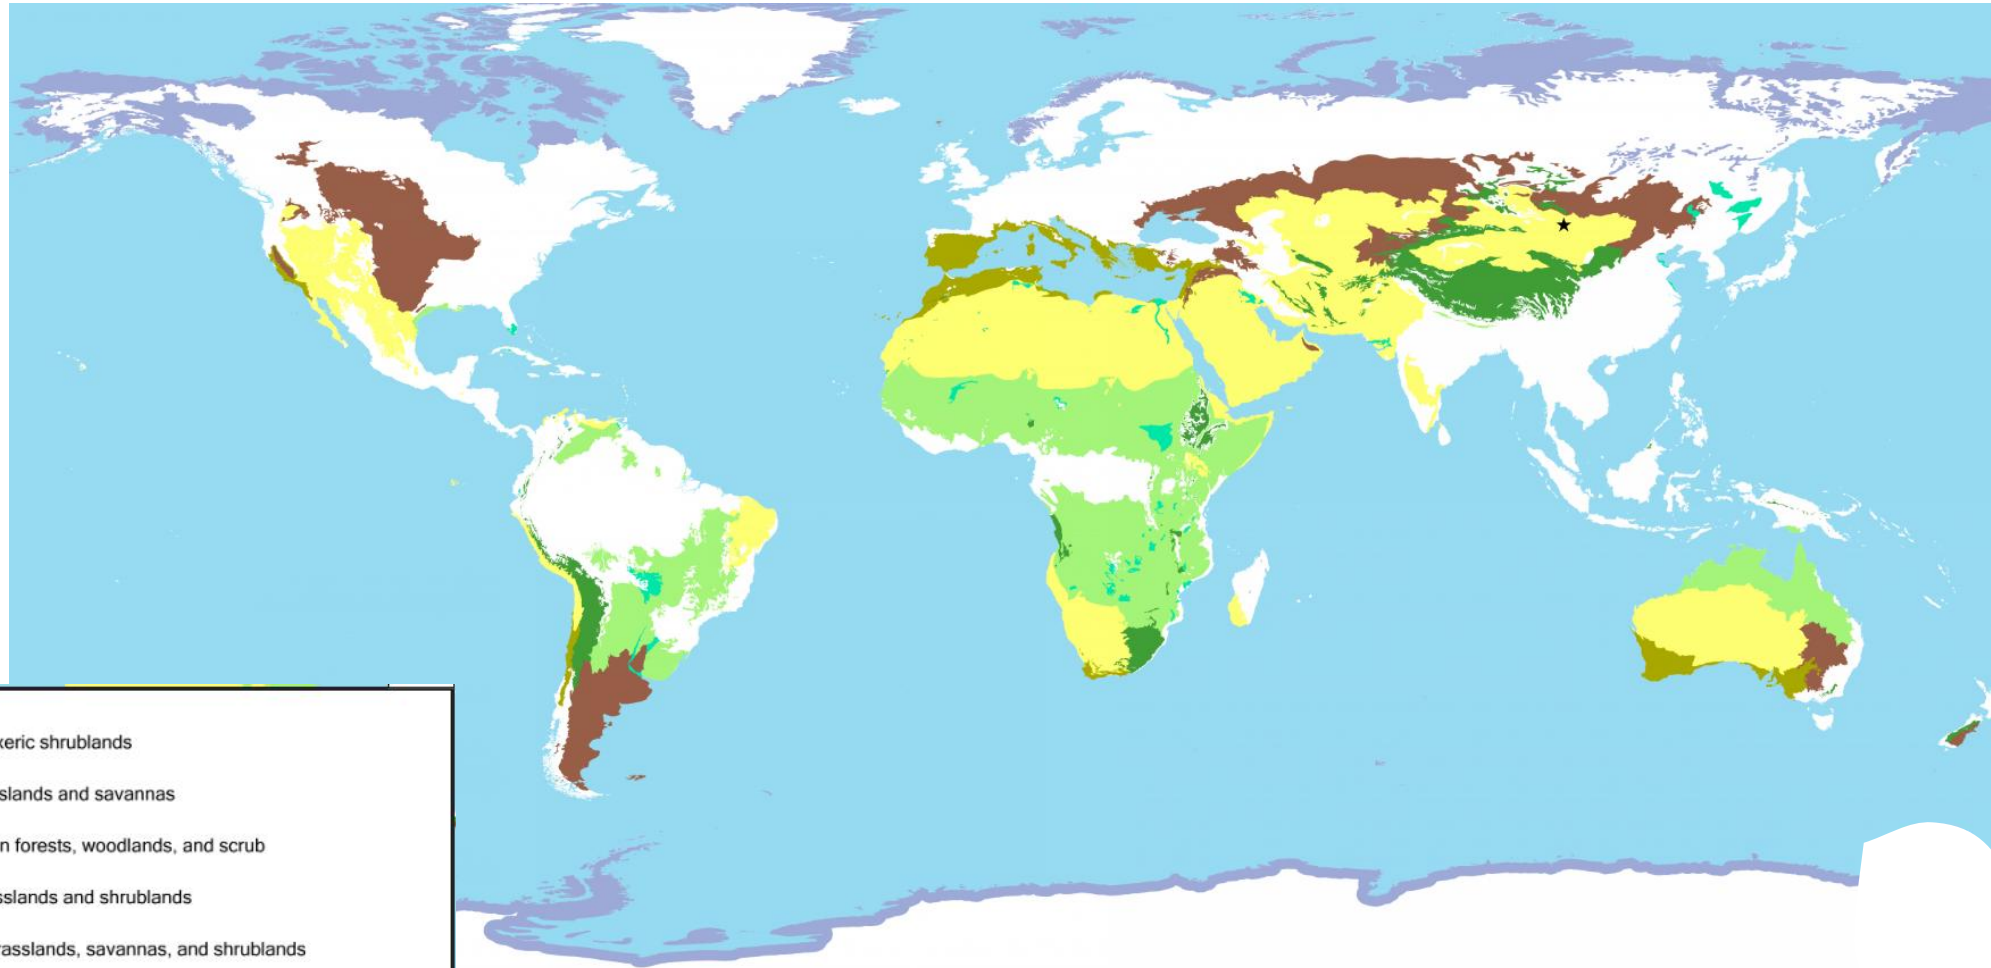 xeric shrublands
slands and savannas
n forests, woodlands, and scrub
sslands and shrublands
rasslands, savannas, and shrublands